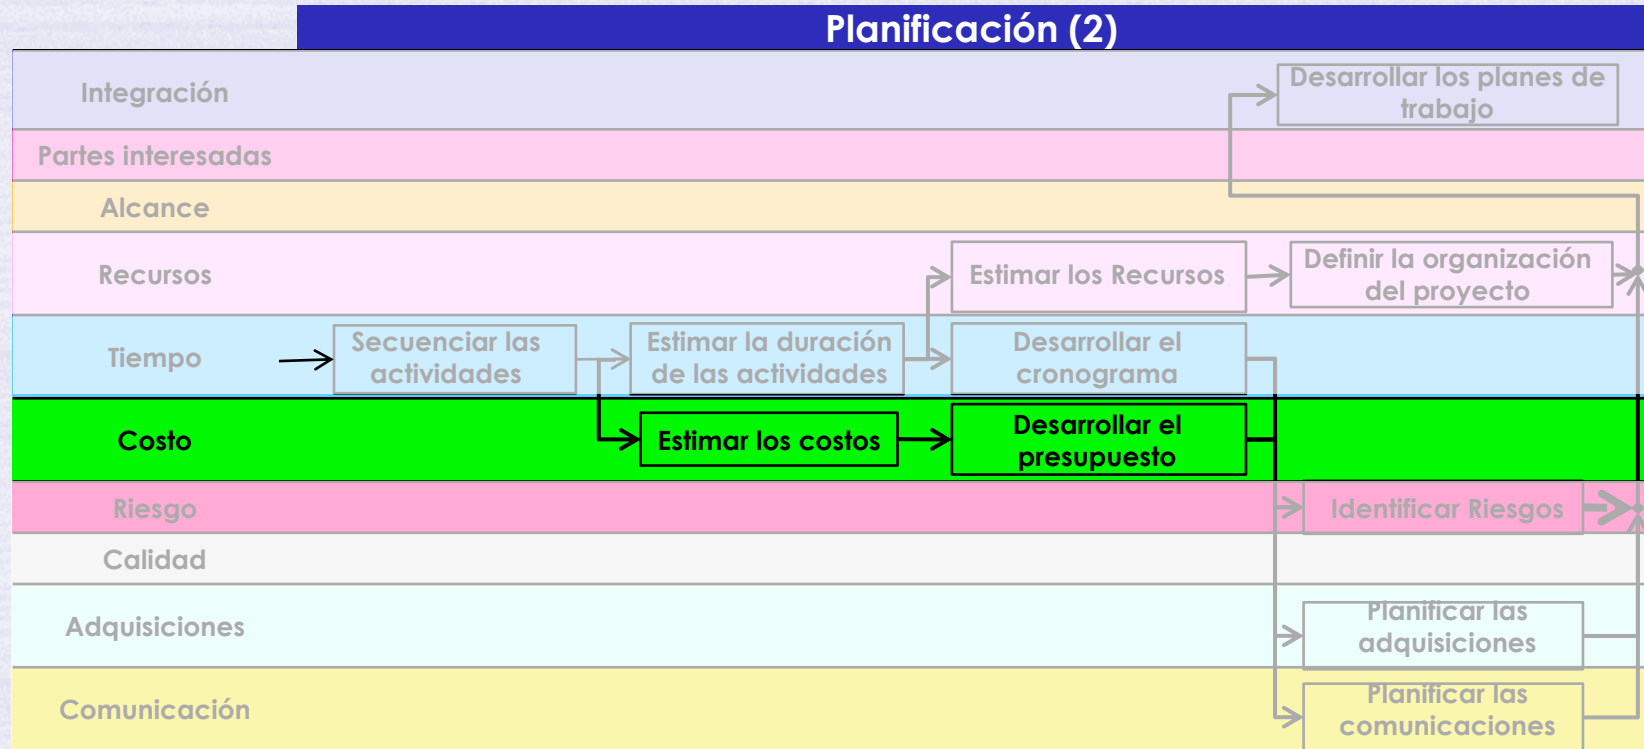 Planificación (2)
Integración
Desarrollar los planes de
trabajo
Partes interesadas
Alcance
Recursos
Estimar los Recursos
Definir la organización
del proyecto
Tiempo
Secuenciar las
actividades
Estimar la duración
de las actividades
Desarrollar el
cronograma
Costo
Estimar los costos
Desarrollar el
presupuesto
Riesgo
Identificar Riesgos
Calidad
Adquisiciones
Planificar las
adquisiciones
Comunicación
Planificar las
comunicaciones